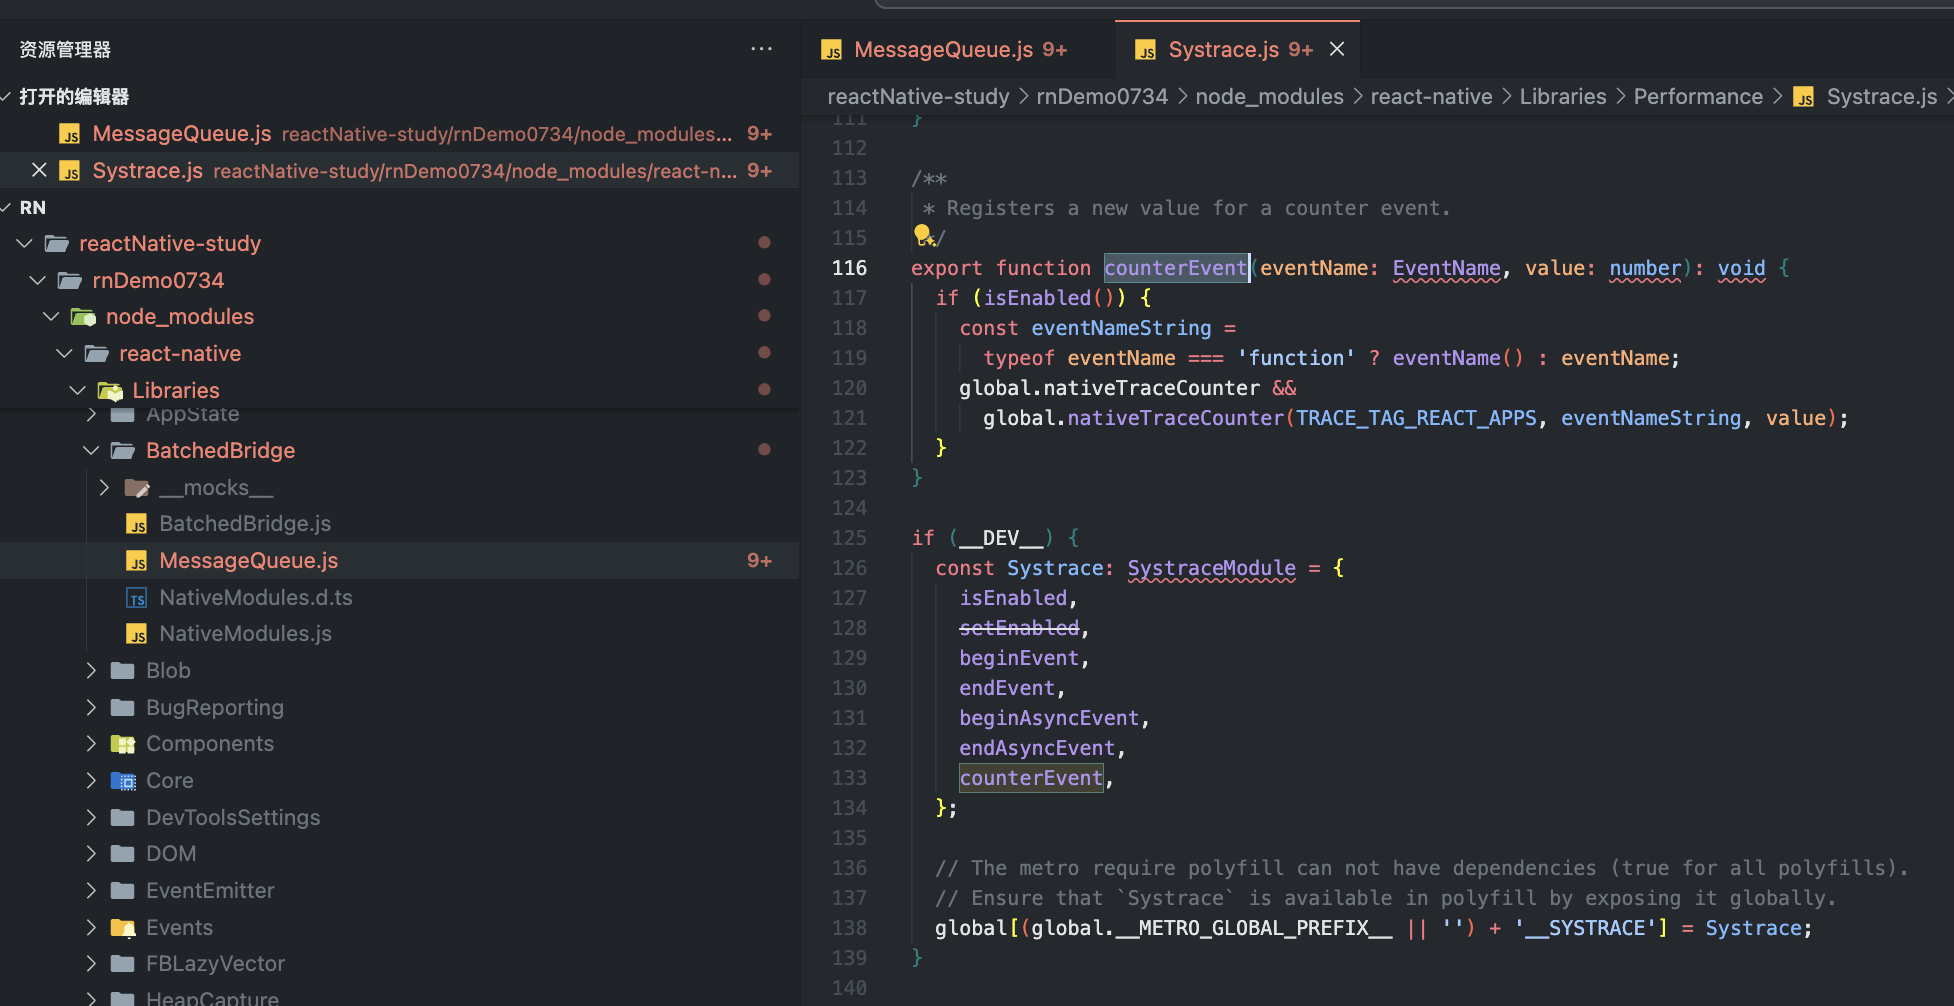 资源管理器
打开的编辑器
MessageQueue.js reactNative-study/rnDemo0734/node_modules... 9+
Systrace.js reactNative-study/rnDemo0734/node_modules/react-n... 9+
RN
reactNative-study
rnDemo0734
node_modules
react-native
Libraries
AppState
BatchedBridge
__mocks__
BatchedBridge.js
MessageQueue.js 9+
NativeModules.d.ts
NativeModules.js
Blob
BugReporting
Components
Core
DevToolsSettings
DOM
EventEmitter
Events
FBLazyVector
HeapCapture
MessageQueue.js 9+
Systrace.js 9+
reactNative-study > rnDemo0734 > node_modules > react-native > Libraries > Performance > Systrace.js >
111 }
112
113 /**
114  * Registers a new value for a counter event.
115 */
116 export function counterEvent(eventName: EventName, value: number): void {
117   if (isEnabled()) {
118     const eventNameString =
119       typeof eventName === 'function' ? eventName() : eventName;
120     global.nativeTraceCounter &&
121       global.nativeTraceCounter(TRACE_TAG_REACT_APPS, eventNameString, value);
122   }
123 }
124
125 if (__DEV__) {
126   const Systrace: SystraceModule = {
127     isEnabled,
128     setEnabled,
129     beginEvent,
130     endEvent,
131     beginAsyncEvent,
132     endAsyncEvent,
133     counterEvent,
134   };
135
136   // The metro require polyfill can not have dependencies (true for all polyfills).
137   // Ensure that `Systrace` is available in polyfill by exposing it globally.
138   global[(global.__METRO_GLOBAL_PREFIX__ || '') + '__SYSTRACE'] = Systrace;
139 }
140